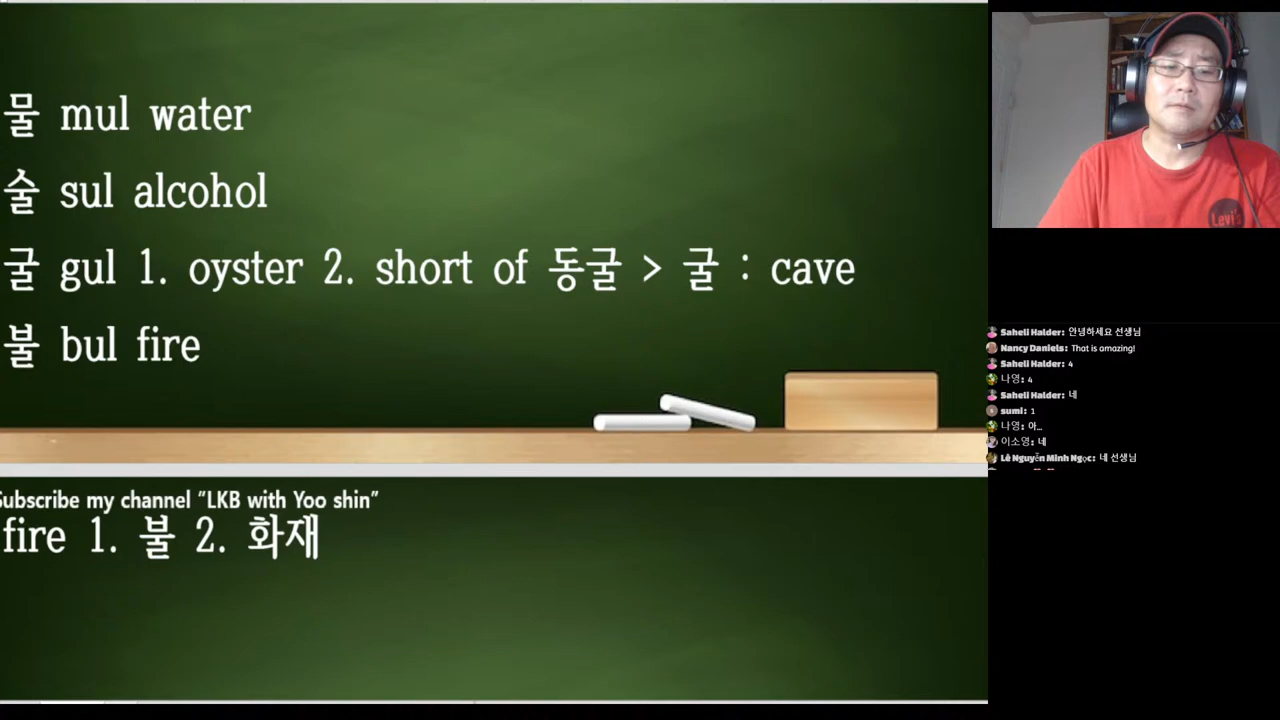 물 mul water
술 sul alcohol
굴 gul 1. oyster 2. short of 동굴 > 굴 : cave
불 bul fire
Subscribe my channel “LKB with Yoo shin”
fire 1. 불 2. 화재
Levi's
Saheli Halder: 안녕하세요 선생님
Nancy Daniels: That is amazing!
Saheli Halder: 4
나영: 4
Saheli Halder: 네
sumi: 1
나영: 아...
이소영: 네
Lê Nguyễn Minh Ngọc: 네 선생님